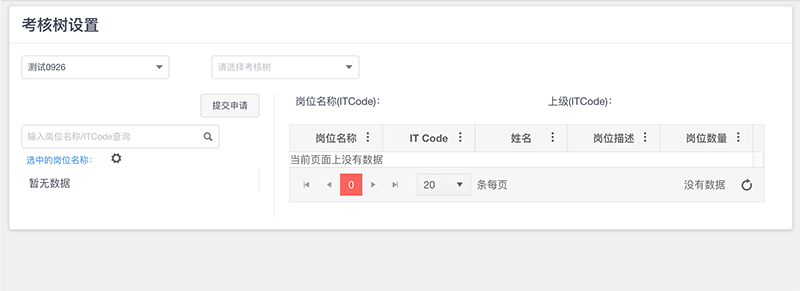 考核树设置
测试0926
请选择考核树
提交申请
输入岗位名称/ITCode查询
选中的岗位名称:
暂无数据
岗位名称(ITCode):
上级(ITCode):
岗位名称 IT Code 姓名 岗位描述 岗位数量
当前页面上没有数据
0 20 条每页 没有数据